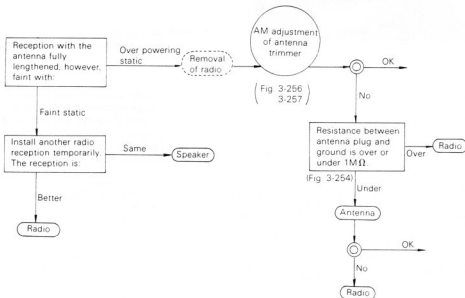 Reception with the
antenna fully
lengthened, however,
faint with:
Over powering
static
Removal
of radio
AM adjustment
of antenna
trimmer
OK
(Fig. 3-256
3-257)
No
Faint static
Install another radio
reception temporarily.
The reception is:
Same
Speaker
Better
Radio
Resistance between
antenna plug and
ground is over or
under 1MΩ.
Over
Radio
(Fig. 3-254)
Under
Antenna
OK
No
Radio